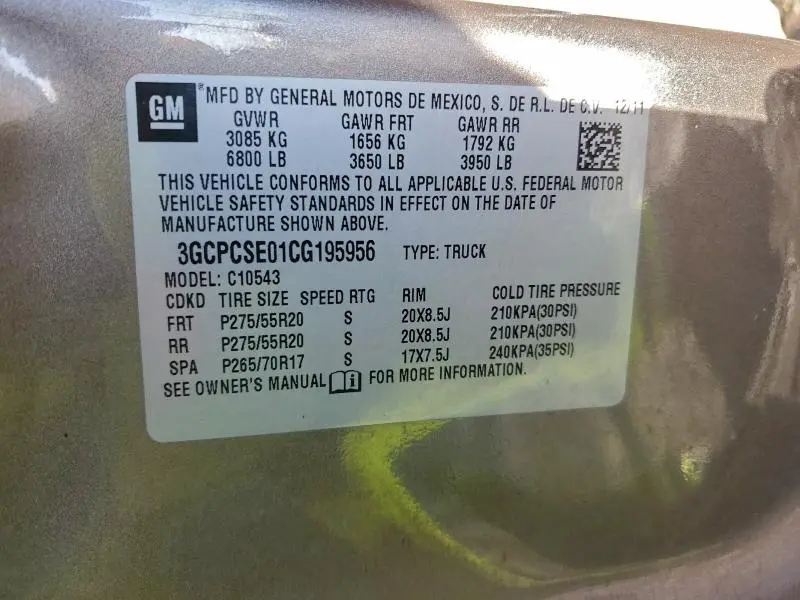 GM
® MFD BY GENERAL MOTORS DE MEXICO, S. DE R.L. DE C.V. 12/11
GVWR GAWR FRT GAWR RR
3085 KG 1656 KG 1792 KG
6800 LB 3650 LB 3950 LB
THIS VEHICLE CONFORMS TO ALL APPLICABLE U.S. FEDERAL MOTOR
VEHICLE SAFETY STANDARDS IN EFFECT ON THE DATE OF
MANUFACTURE SHOWN ABOVE.
3GCPCSE01CG195956 TYPE: TRUCK
MODEL: C10543
CDKD TIRE SIZE SPEED RTG RIM COLD TIRE PRESSURE
FRT P275/55R20 S 20X8.5J 210KPA(30PSI)
RR P275/55R20 S 20X8.5J 210KPA(30PSI)
SPA P265/70R17 S 17X7.5J 240KPA(35PSI)
SEE OWNER'S MANUAL i FOR MORE INFORMATION.